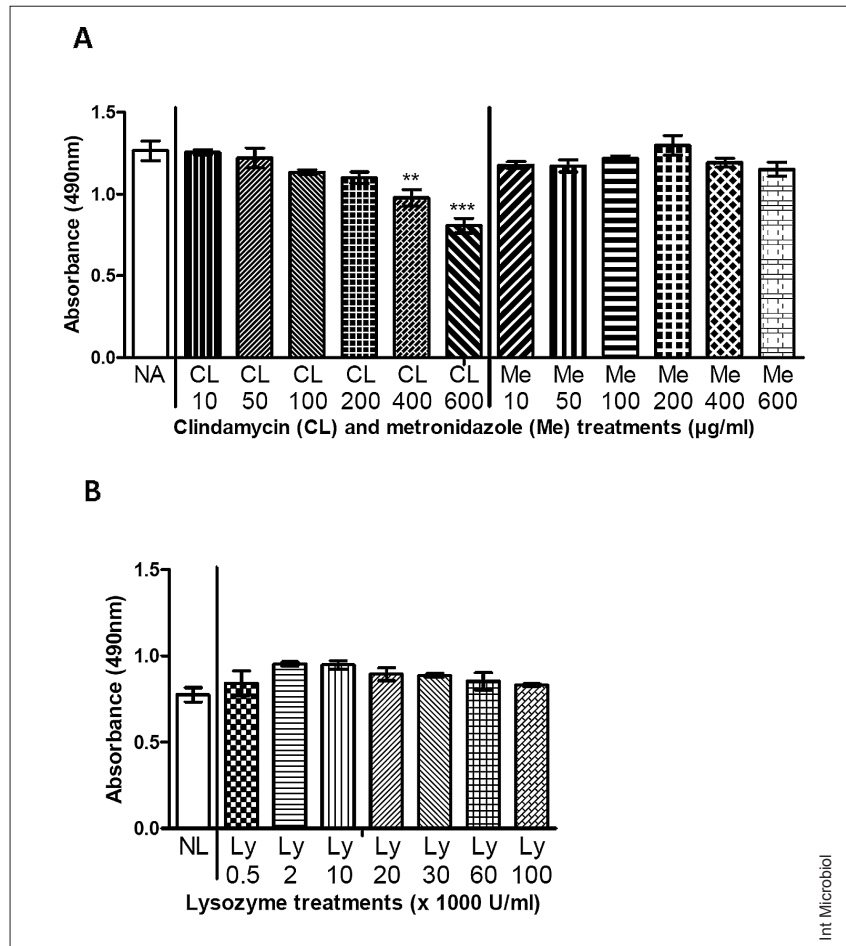 A
Absorbance (490nm)
1.5
1.0
0.5
0.0
** ***
NA CL CL CL CL CL CL Me Me Me Me Me Me
10 50 100 200 400 600 10 50 100 200 400 600
Clindamycin (CL) and metronidazole (Me) treatments (µg/ml)
B
Absorbance (490nm)
1.5
1.0
0.5
0.0
NL Ly Ly Ly Ly Ly Ly Ly
0.5 2 10 20 30 60 100
Lysozyme treatments (x 1000 U/ml)
Int Microbiol